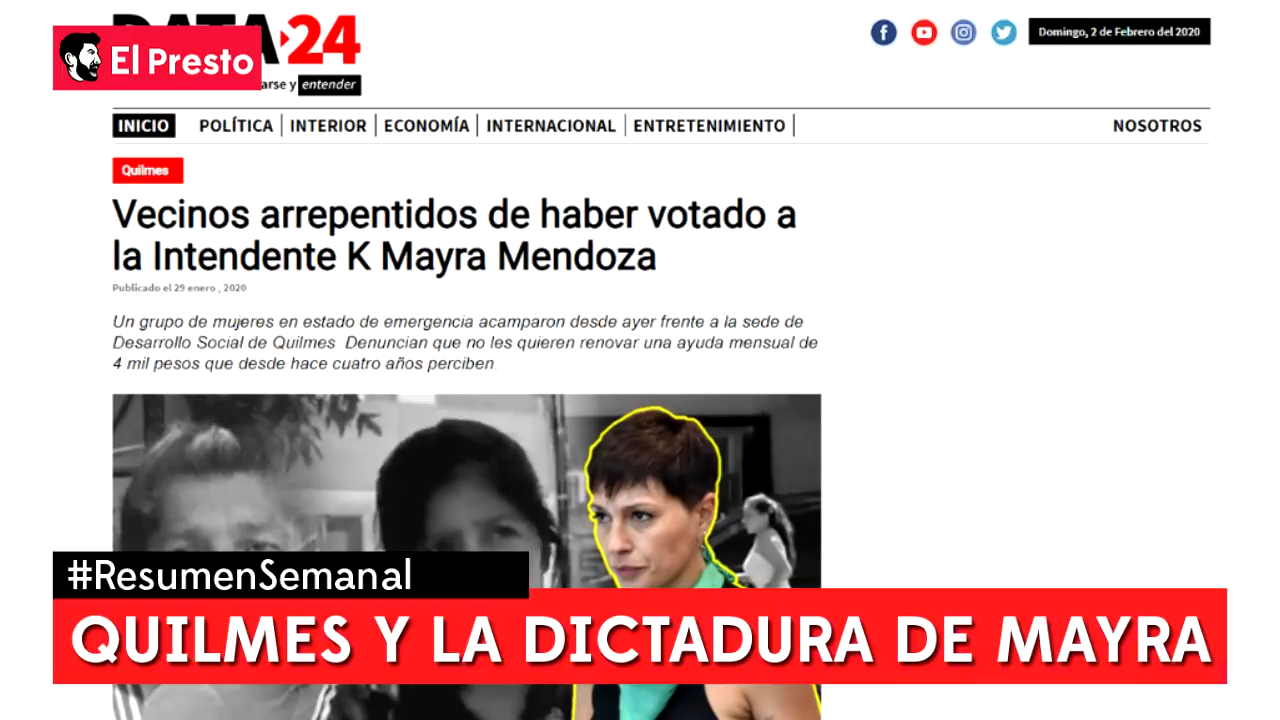 24
El Presto
arse y entender
Domingo, 2 de Febrero del 2020
INICIO POLÍTICA INTERIOR ECONOMÍA INTERNACIONAL ENTRETENIMIENTO NOSOTROS
Quilmes
Vecinos arrepentidos de haber votado a
la Intendente K Mayra Mendoza
Publicado el 29 enero , 2020
Un grupo de mujeres en estado de emergencia acamparon desde ayer frente a la sede de
Desarrollo Social de Quilmes Denuncian que no les quieren renovar una ayuda mensual de
4 mil pesos que desde hace cuatro años perciben.
#ResumenSemanal
QUILMES Y LA DICTADURA DE MAYRA